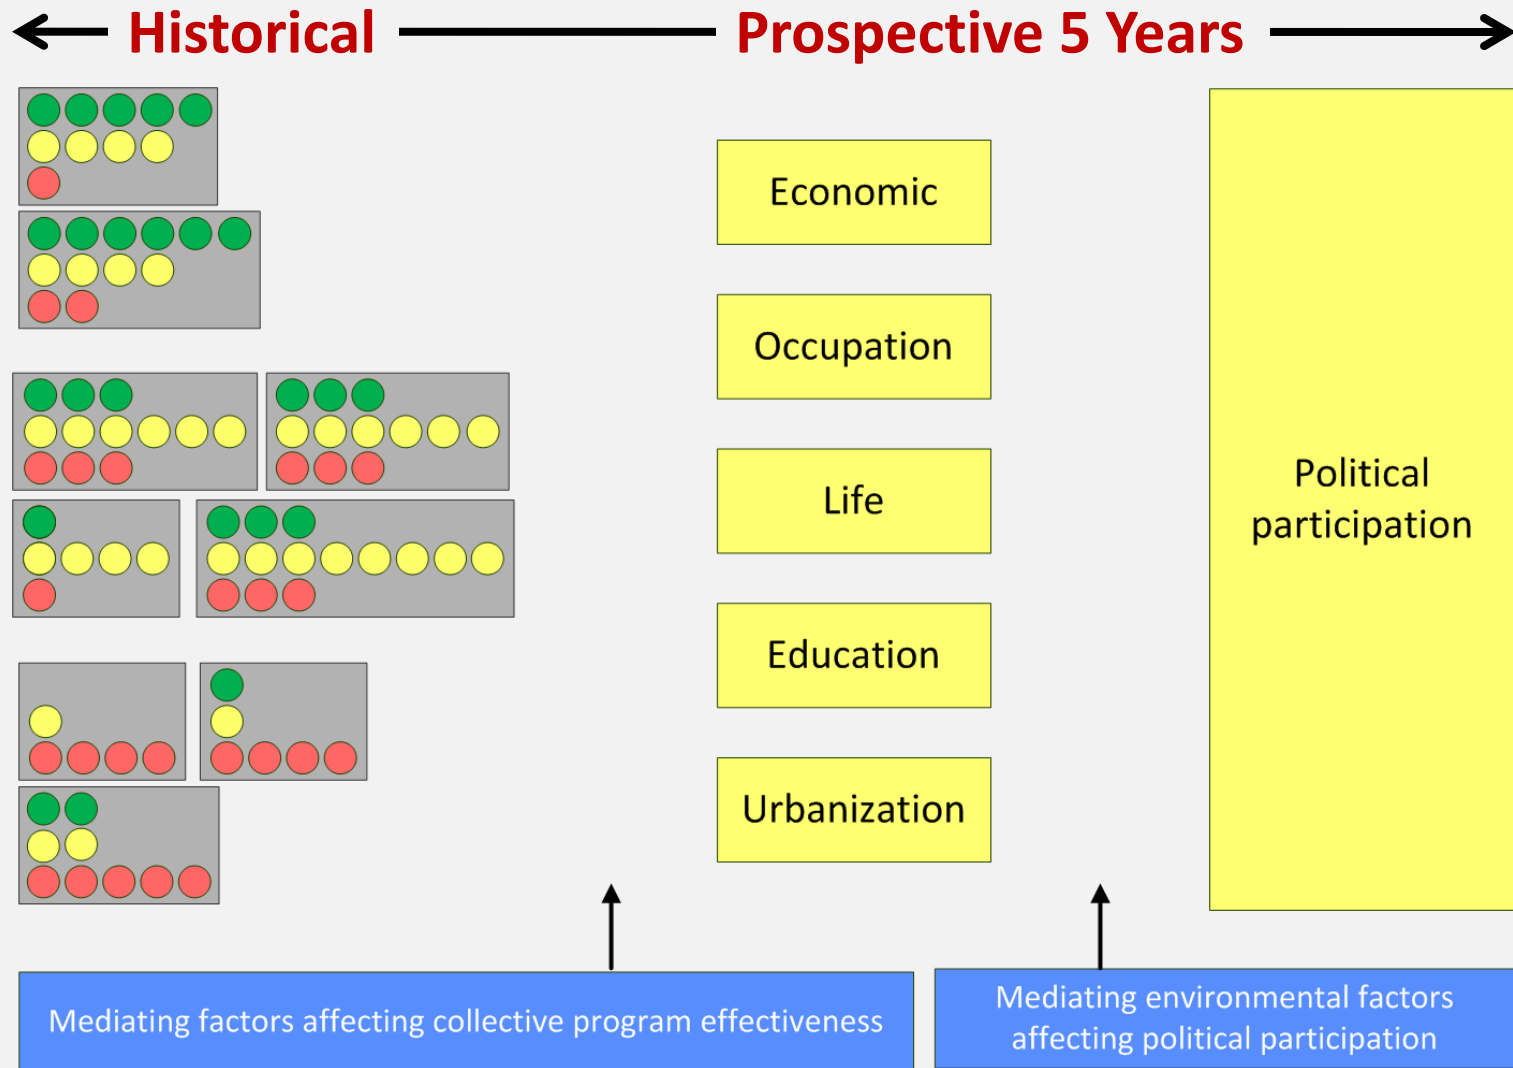 Historical
Prospective 5 Years
Economic
Occupation
Life
Education
Urbanization
Political
participation
Mediating factors affecting collective program effectiveness
Mediating environmental factors
affecting political participation